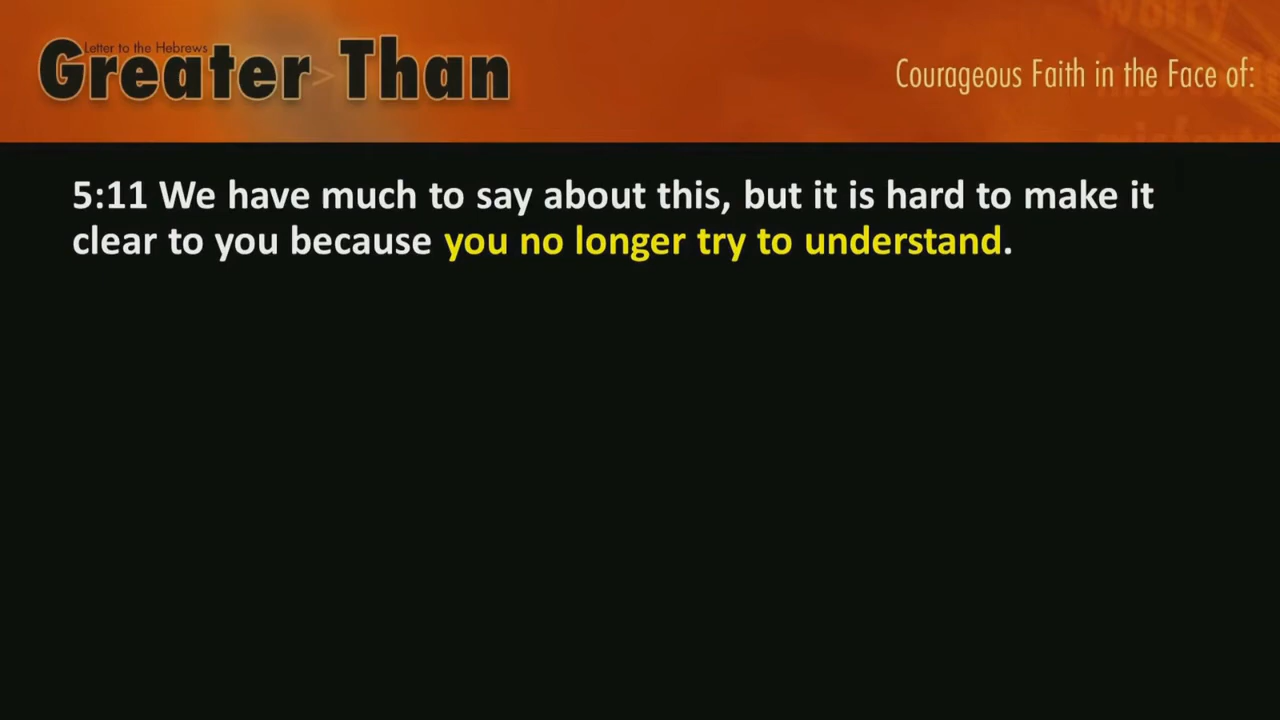 Letter to the Hebrews
Greater > Than
Courageous Faith in the Face of:
worry
5:11 We have much to say about this, but it is hard to make it
clear to you because you no longer try to understand.